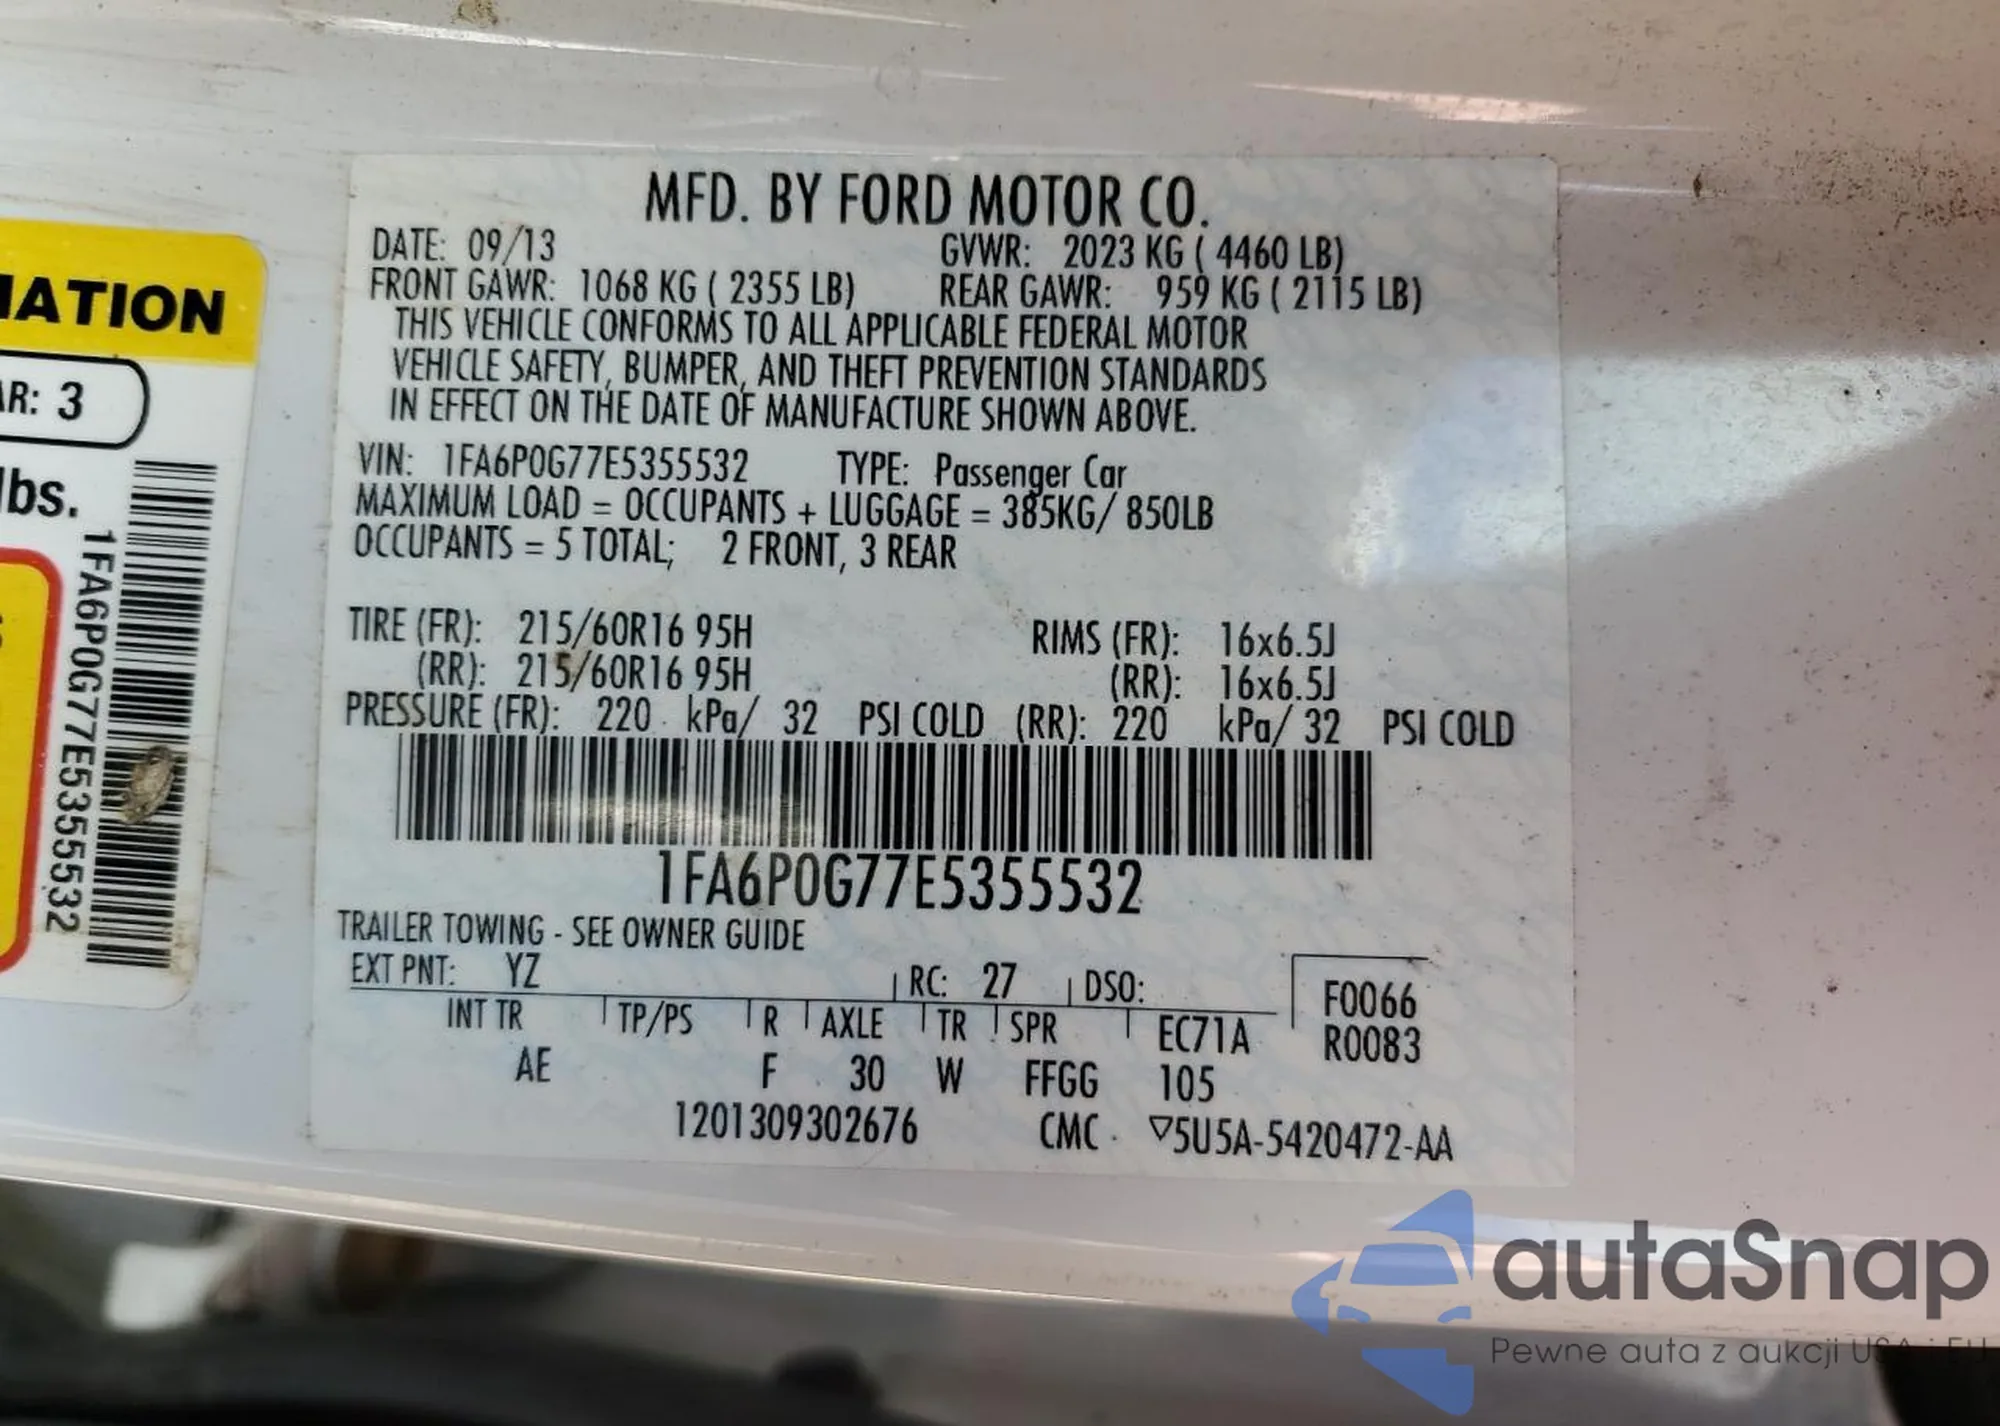 MATION
AR: 3
lbs.
1FA6P0G77E5355532
MFD. BY FORD MOTOR CO.
DATE: 09/13 GVWR: 2023 KG ( 4460 LB)
FRONT GAWR: 1068 KG ( 2355 LB) REAR GAWR: 959 KG ( 2115 LB)
THIS VEHICLE CONFORMS TO ALL APPLICABLE FEDERAL MOTOR
VEHICLE SAFETY, BUMPER, AND THEFT PREVENTION STANDARDS
IN EFFECT ON THE DATE OF MANUFACTURE SHOWN ABOVE.
VIN: 1FA6P0G77E5355532 TYPE: Passenger Car
MAXIMUM LOAD = OCCUPANTS + LUGGAGE = 385KG/ 850LB
OCCUPANTS = 5 TOTAL; 2 FRONT, 3 REAR
TIRE (FR): 215/60R16 95H RIMS (FR): 16x6.5J
(RR): 215/60R16 95H (RR): 16x6.5J
PRESSURE (FR): 220 kPa/ 32 PSI COLD (RR): 220 kPa/ 32 PSI COLD
1FA6P0G77E5355532
TRAILER TOWING - SEE OWNER GUIDE
EXT PNT: YZ RC: 27 DSO: F0066
INT TR TP/PS R AXLE TR SPR EC71A R0083
AE F 30 W FFGG 105
1201309302676 CMC ▽5U5A-5420472-AA
autaSnap
Pewne auta z aukcji USA i EU